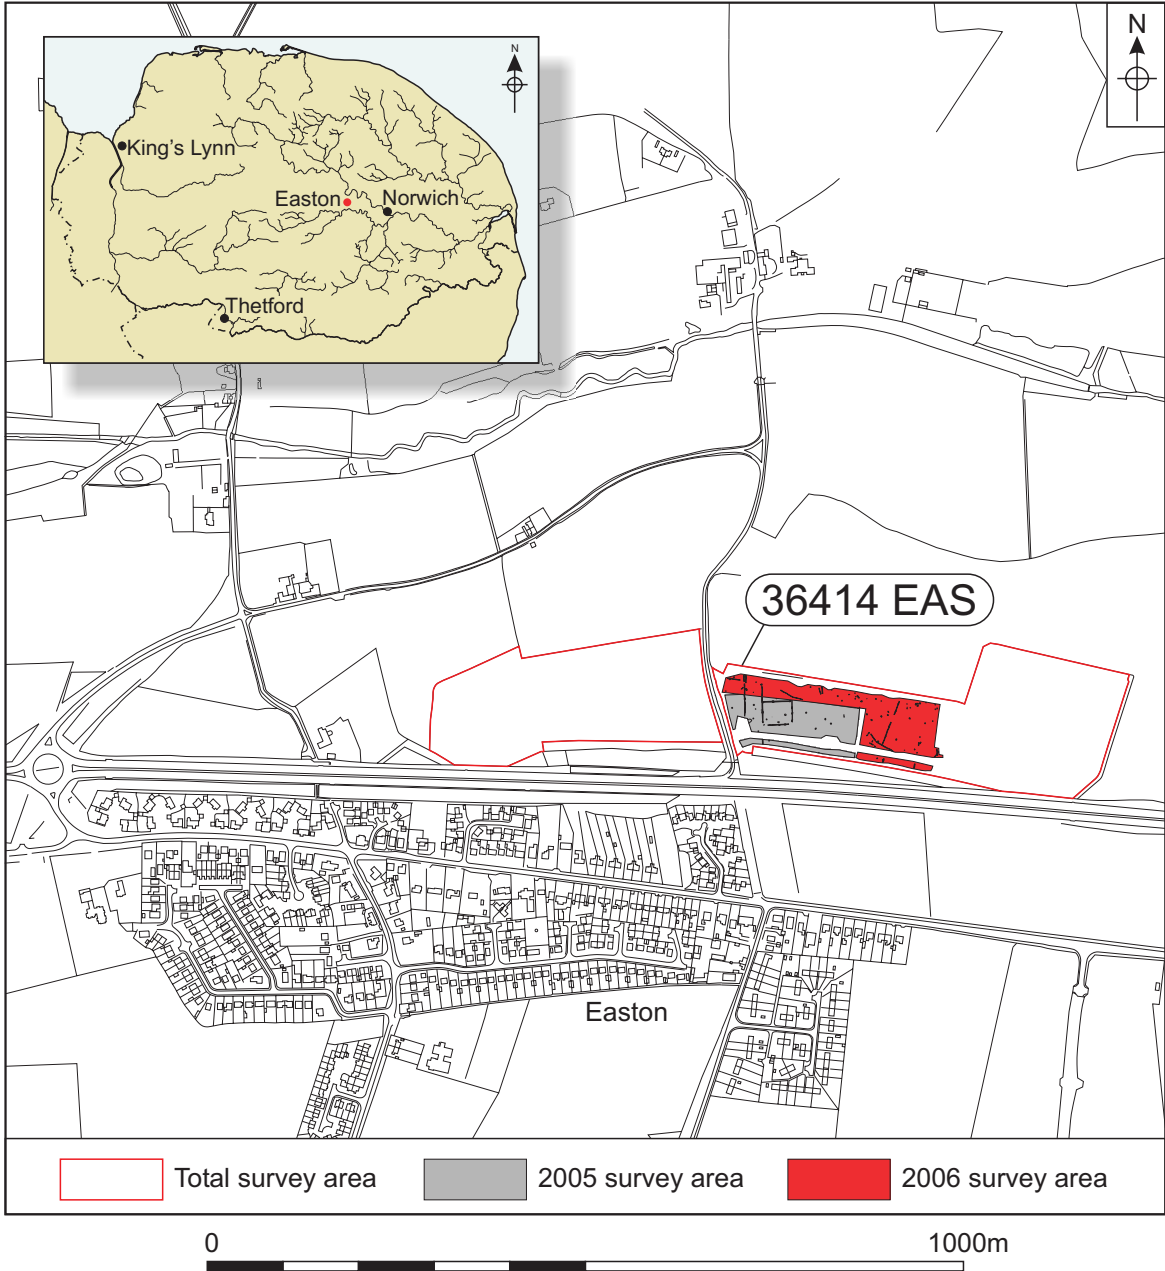 N
N
King's Lynn
Easton
Norwich
Thetford
36414 EAS
Easton
Total survey area
2005 survey area
2006 survey area
0
1000m